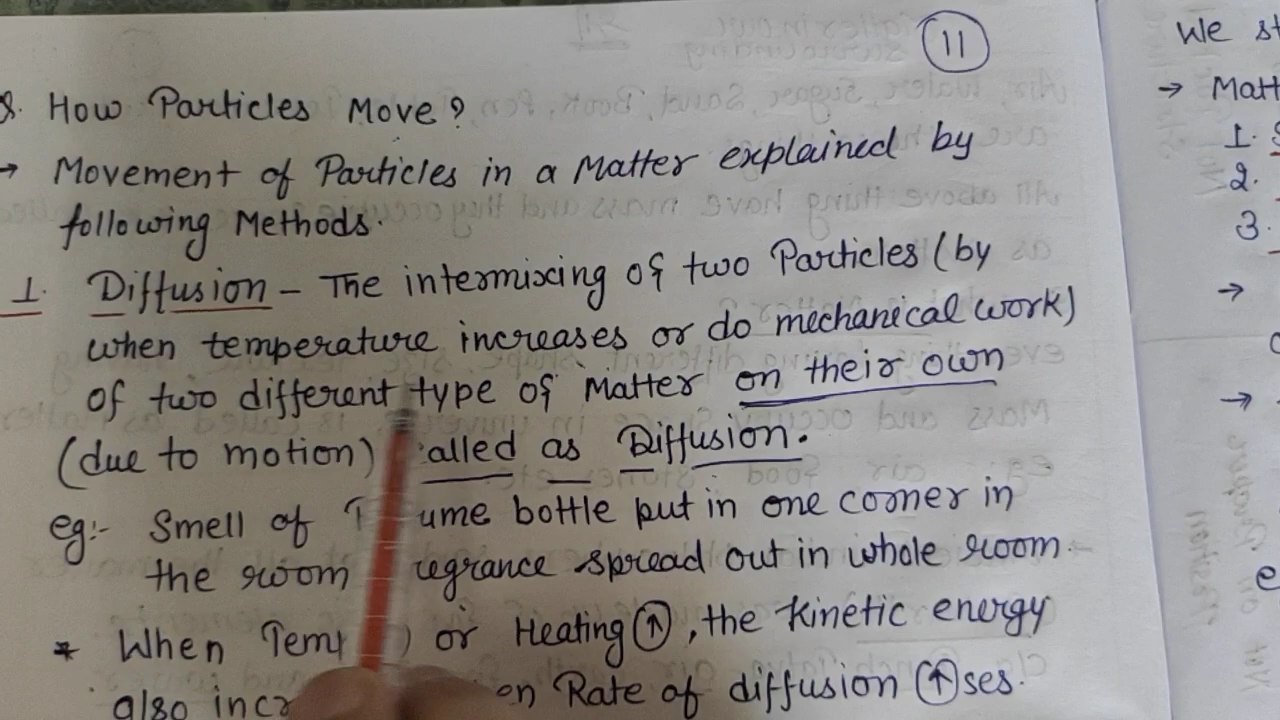 11
Q. How Particles Move?
→ Movement of Particles in a Matter explained by
following Methods.
1. Diffusion - The intermixing of two Particles (by
when temperature increases or do mechanical work)
of two different type of Matter on their own
(due to motion) called as Diffusion.
eg:- Smell of ume bottle put in one corner in
the room regrance spread out in whole room.
* When Temp ) or Heating ↑, the kinetic energy
also incr en Rate of diffusion ↑ses.
We st
→ Matt
1. S
2.
3.
→
→
e